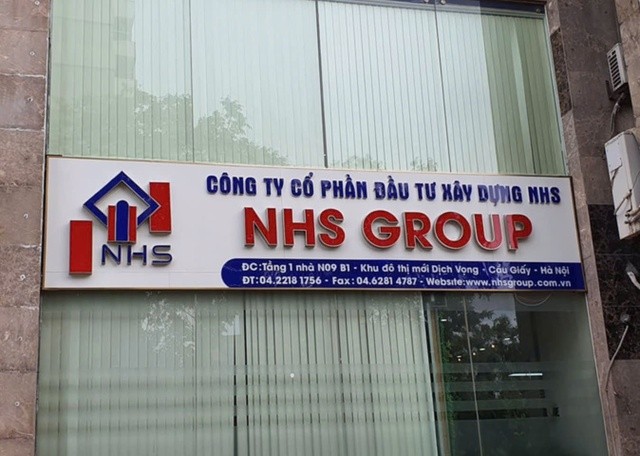 CÔNG TY CỔ PHẦN ĐẦU TƯ XÂY DỰNG NHS
NHS GROUP
NHS
ĐC:Tầng 1 nhà N09 B1 - Khu đô thị mới Dịch Vọng - Cầu Giấy - Hà Nội
ĐT: 04.2218 1756 - Fax: 04.6281 4787 - Website:www.nhsgroup.com.vn